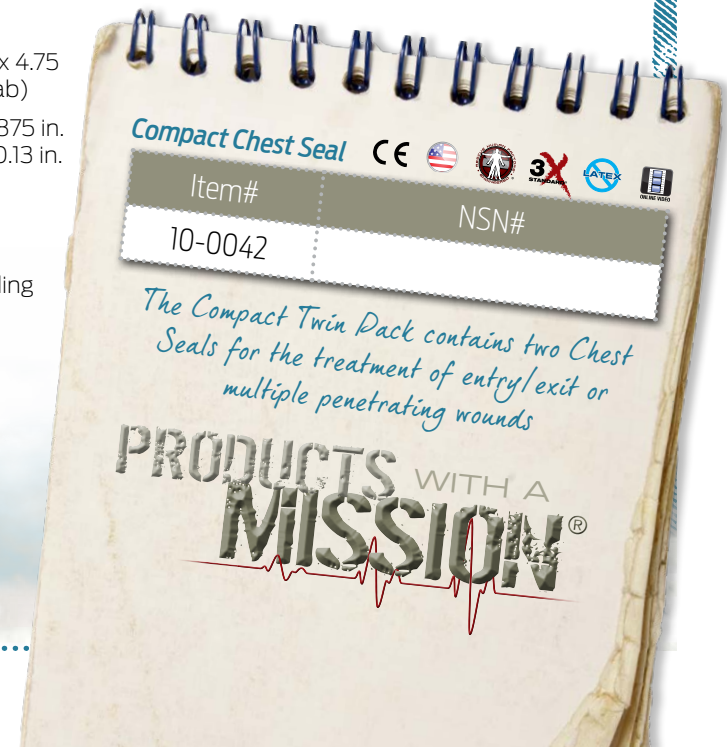 x 4.75
ab)
875 in.
0.13 in.
ling
Compact Chest Seal CE 3X STANDARD LATEX ONLINE VIDEO
Item# NSN#
10-0042
The Compact Twin Pack contains two Chest
Seals for the treatment of entry/exit or
multiple penetrating wounds
PRODUCTS WITH A
MISSION®